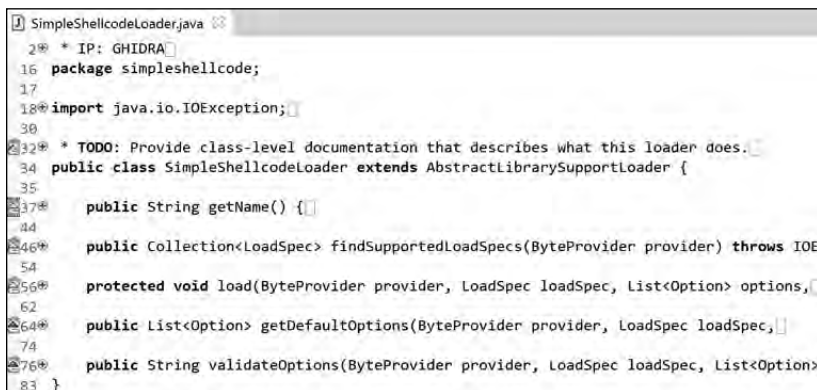 SimpleShellcodeLoader.java
2 * IP: GHIDRA
16 package simpleshellcode;
17
18 import java.io.IOException;
30
32 * TODO: Provide class-level documentation that describes what this loader does.
34 public class SimpleShellcodeLoader extends AbstractLibrarySupportLoader {
35
37 public String getName() {
44
46 public Collection<LoadSpec> findSupportedLoadSpecs(ByteProvider provider) throws IOE
54
56 protected void load(ByteProvider provider, LoadSpec loadSpec, List<Option> options,
62
64 public List<Option> getDefaultOptions(ByteProvider provider, LoadSpec loadSpec,
74
76 public String validateOptions(ByteProvider provider, LoadSpec loadSpec, List<Option>
83 }